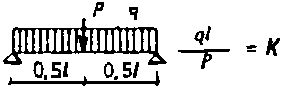 P q
ql/P = K
0,5l 0,5l